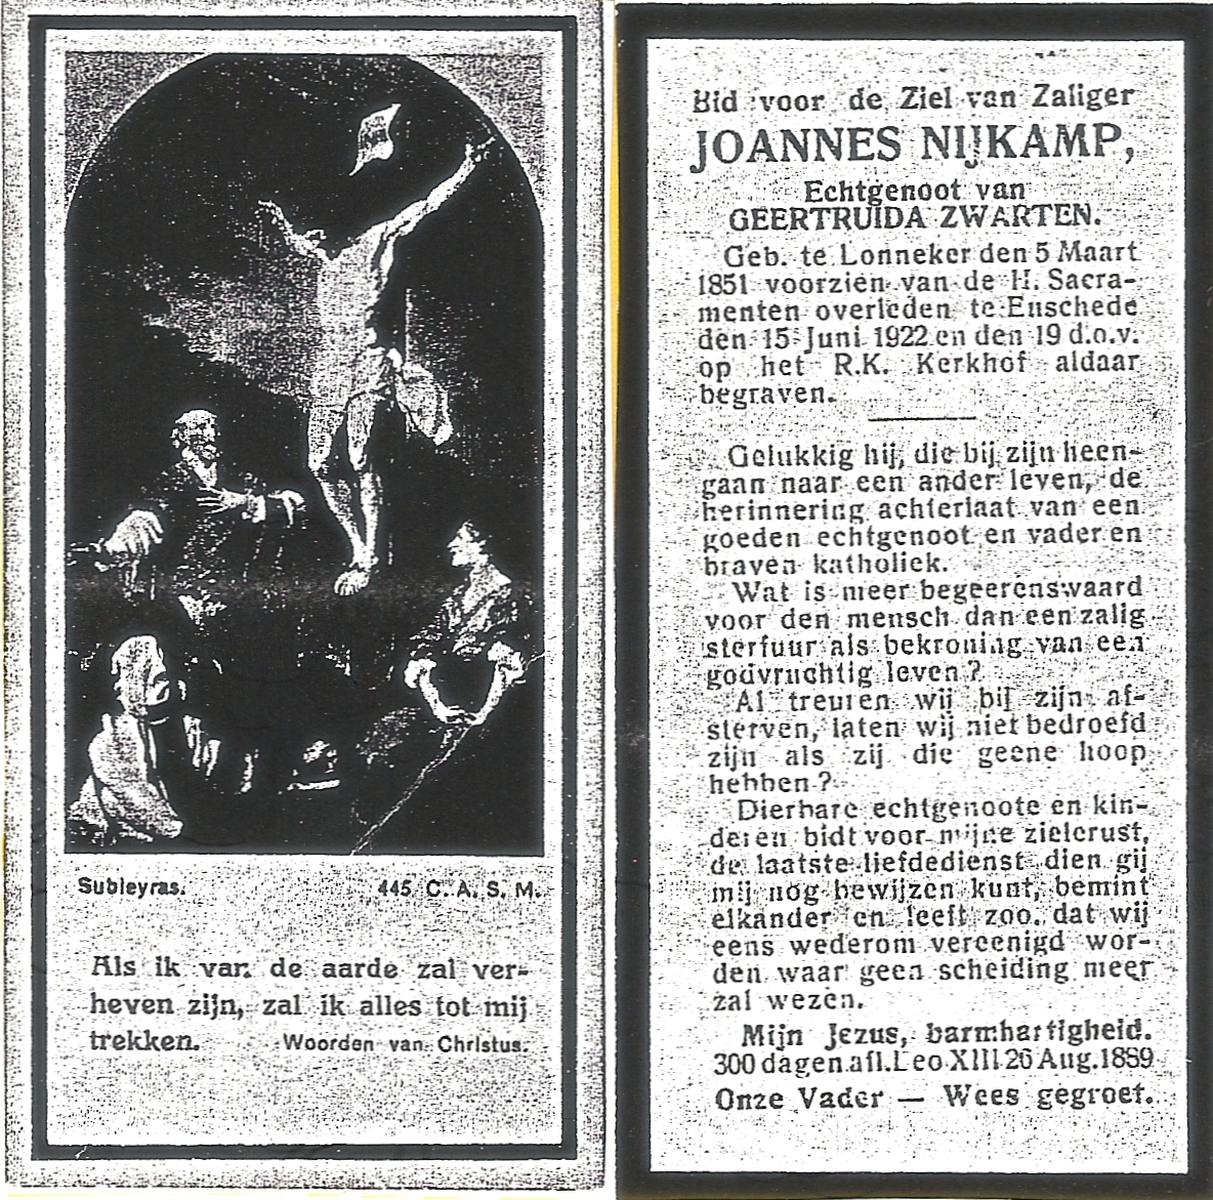 Subleyras. 445 C. A. S. M.
Als ik van de aarde zal ver-
heven zijn, zal ik alles tot mij
trekken. Woorden van Christus.
Bid voor de Ziel van Zaliger
JOANNES NIJKAMP,
Echtgenoot van
GEERTRUIDA ZWARTEN.
Geb. te Lonneker den 5 Maart
1851 voorzien van de H. Sacra-
menten overleden te Enschede
den 15 Juni 1922 en den 19 d.o.v.
op het R.K. Kerkhof aldaar
begraven.
Gelukkig hij, die bij zijn heen-
gaan naar een ander leven, de
herinnering achterlaat van een
goeden echtgenoot en vader en
braven katholiek.
Wat is meer begeerenswaard
voor den mensch dan een zalig
sterfuur als bekroning van een
godvruchtig leven?
Al treuren wij bij zijn af-
sterven, laten wij niet bedroefd
zijn als zij die geene hoop
hebben?
Dierbare echtgenoote en kin-
deren bidt voor mijne zielerust,
de laatste liefdedienst dien gij
mij nog bewijzen kunt, bemint
elkander en leeft zoo. dat wij
eens wederom vereenigd wor-
den waar geen scheiding meer
zal wezen.
Mijn Jezus, barmhartigheid.
300 dagen afl. Leo XIII 26 Aug. 1889
Onze Vader — Wees gegroet.